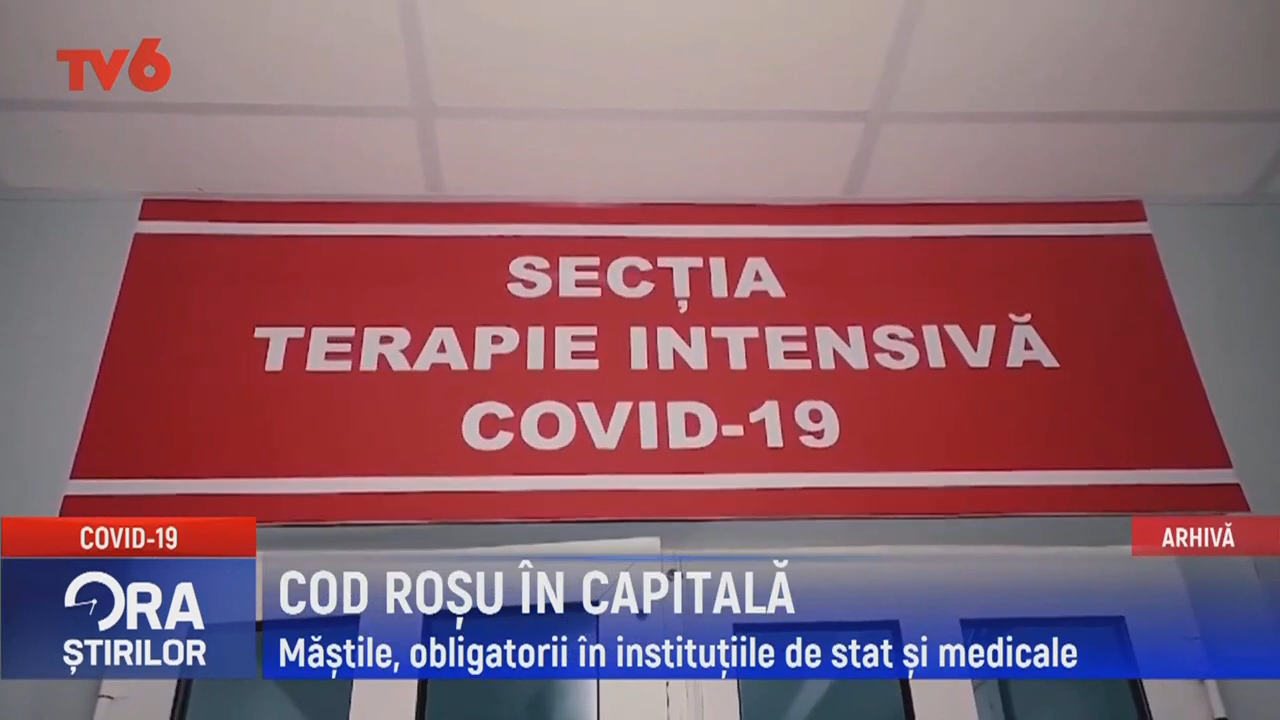 TV6
SECȚIA
TERAPIE INTENSIVĂ
COVID-19
COVID-19
ARHIVĂ
ORA
ȘTIRILOR
COD ROȘU ÎN CAPITALĂ
Măștile, obligatorii în instituțiile de stat și medicale